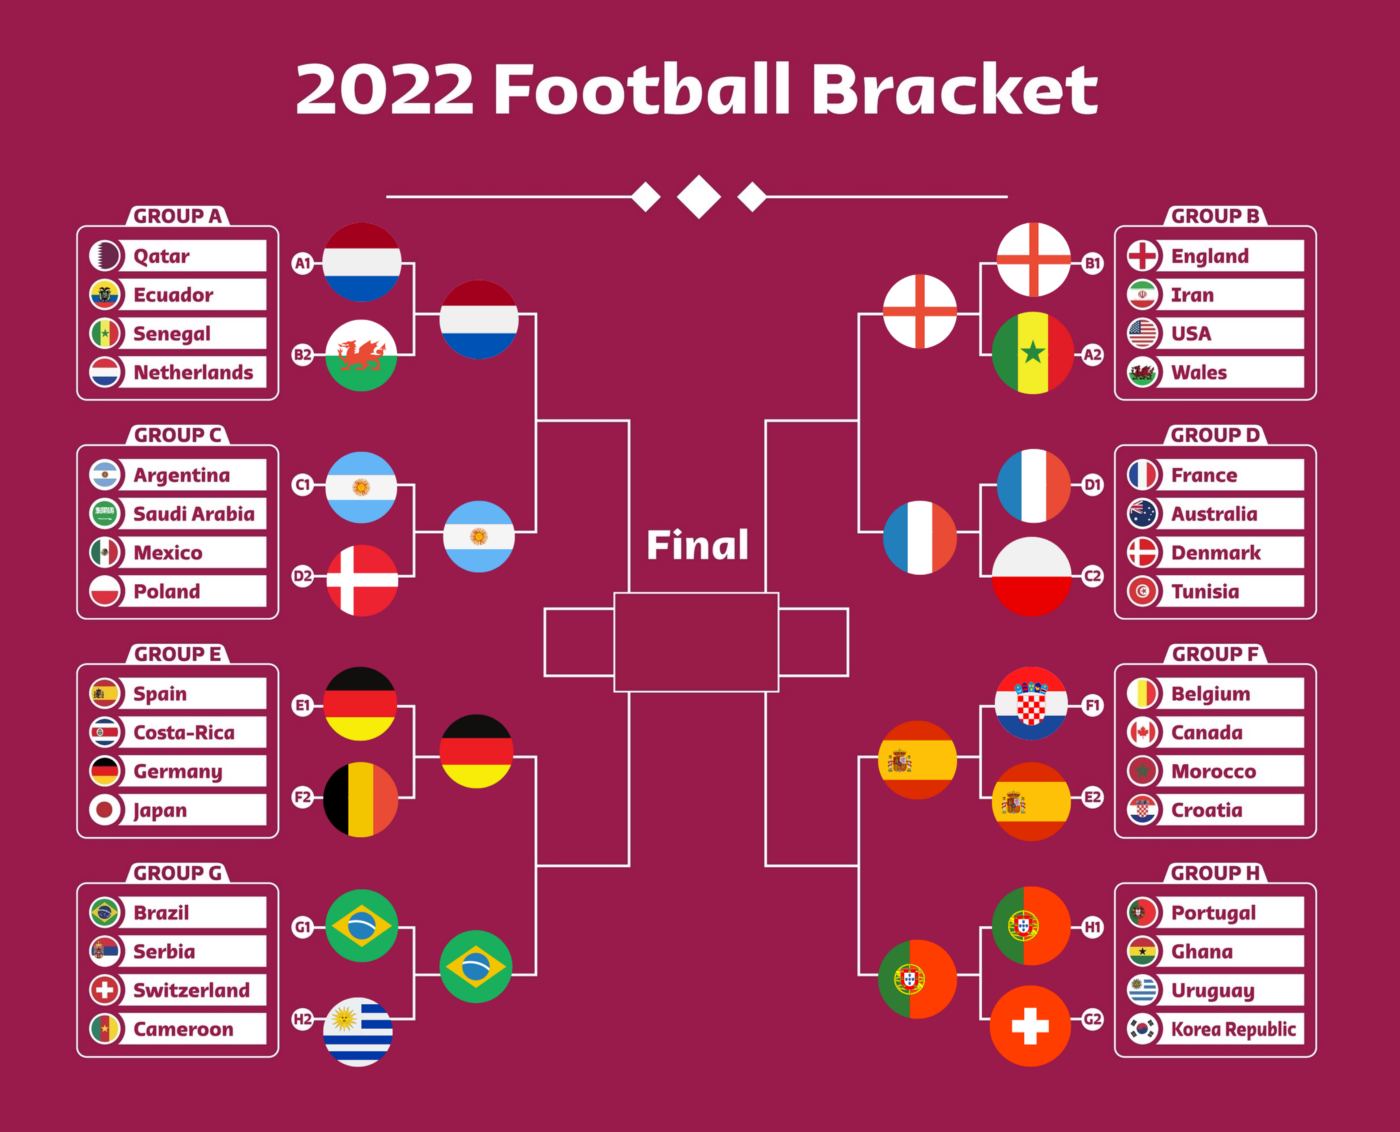 2022 Football Bracket
GROUP A
Qatar
Ecuador
Senegal
Netherlands
A1
B2
GROUP C
Argentina
Saudi Arabia
Mexico
Poland
C1
D2
GROUP E
Spain
Costa-Rica
Germany
Japan
E1
F2
GROUP G
Brazil
Serbia
Switzerland
Cameroon
G1
H2
Final
GROUP B
England
Iran
USA
Wales
B1
A2
GROUP D
France
Australia
Denmark
Tunisia
D1
C2
GROUP F
Belgium
Canada
Morocco
Croatia
F1
E2
GROUP H
Portugal
Ghana
Uruguay
Korea Republic
H1
G2